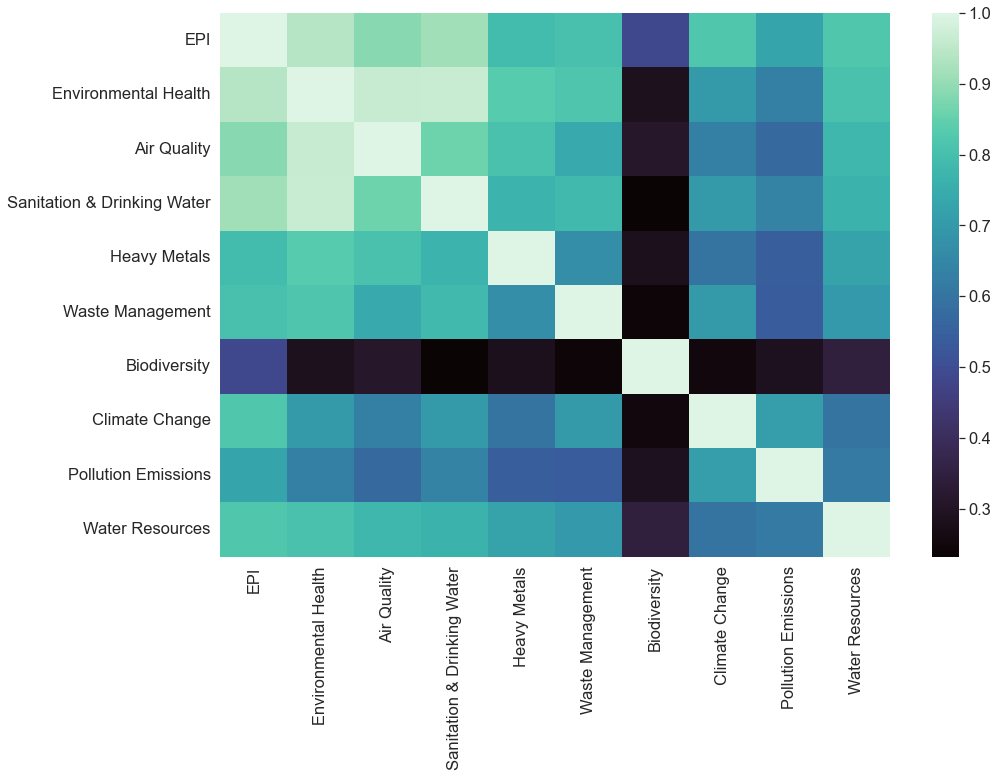 EPI
Environmental Health
Air Quality
Sanitation & Drinking Water
Heavy Metals
Waste Management
Biodiversity
Climate Change
Pollution Emissions
Water Resources
EPI
Environmental Health
Air Quality
Sanitation & Drinking Water
Heavy Metals
Waste Management
Biodiversity
Climate Change
Pollution Emissions
Water Resources
1.0
0.9
0.8
0.7
0.6
0.5
0.4
0.3